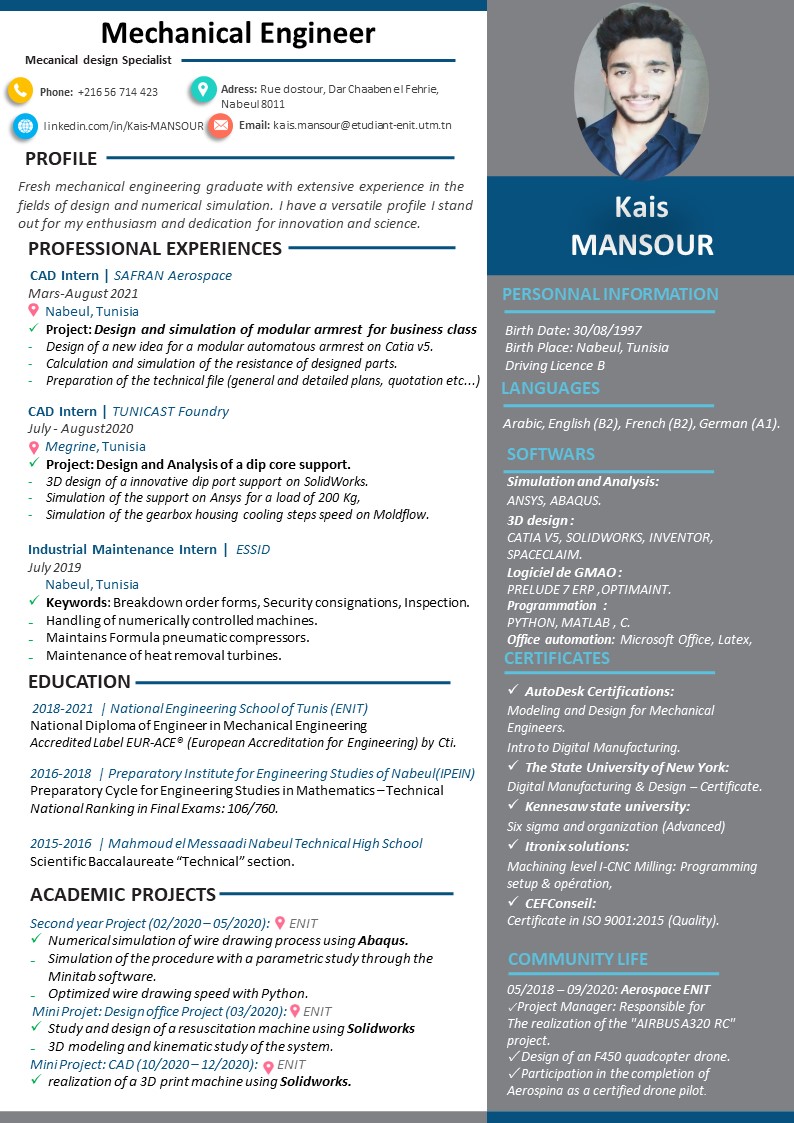 Mechanical Engineer
Mecanical design Specialist
Phone: +216 56 714 423
Adress: Rue dostour, Dar Chaaben el Fehrie,
Nabeul 8011
linkedin.com/in/Kais-MANSOUR
Email: kais.mansour@etudiant-enit.utm.tn
PROFILE
Fresh mechanical engineering graduate with extensive experience in the
fields of design and numerical simulation. I have a versatile profile I stand
out for my enthusiasm and dedication for innovation and science.
PROFESSIONAL EXPERIENCES
CAD Intern | SAFRAN Aerospace
Mars-August 2021
Nabeul, Tunisia
✓ Project: Design and simulation of modular armrest for business class
- Design of a new idea for a modular automatous armrest on Catia v5.
- Calculation and simulation of the resistance of designed parts.
- Preparation of the technical file (general and detailed plans, quotation etc...)
CAD Intern | TUNICAST Foundry
July - August2020
Megrine, Tunisia
✓ Project: Design and Analysis of a dip core support.
- 3D design of a innovative dip port support on SolidWorks.
- Simulation of the support on Ansys for a load of 200 Kg,
- Simulation of the gearbox housing cooling steps speed on Moldflow.
Industrial Maintenance Intern | ESSID
July 2019
Nabeul, Tunisia
✓ Keywords: Breakdown order forms, Security consignations, Inspection.
- Handling of numerically controlled machines.
- Maintains Formula pneumatic compressors.
- Maintenance of heat removal turbines.
EDUCATION
2018-2021 | National Engineering School of Tunis (ENIT)
National Diploma of Engineer in Mechanical Engineering
Accredited Label EUR-ACE® (European Accreditation for Engineering) by Cti.
2016-2018 | Preparatory Institute for Engineering Studies of Nabeul(IPEIN)
Preparatory Cycle for Engineering Studies in Mathematics – Technical
National Ranking in Final Exams: 106/760.
2015-2016 | Mahmoud el Messaadi Nabeul Technical High School
Scientific Baccalaureate “Technical” section.
ACADEMIC PROJECTS
Second year Project (02/2020 – 05/2020): ENIT
✓ Numerical simulation of wire drawing process using Abaqus.
- Simulation of the procedure with a parametric study through the
Minitab software.
- Optimized wire drawing speed with Python.
Mini Projet: Design office Project (03/2020): ENIT
✓ Study and design of a resuscitation machine using Solidworks
- 3D modeling and kinematic study of the system.
Mini Project: CAD (10/2020 – 12/2020): ENIT
✓ realization of a 3D print machine using Solidworks.
Kais
MANSOUR
PERSONNAL INFORMATION
Birth Date: 30/08/1997
Birth Place: Nabeul, Tunisia
Driving Licence B
LANGUAGES
Arabic, English (B2), French (B2), German (A1).
SOFTWARS
Simulation and Analysis:
ANSYS, ABAQUS.
3D design :
CATIA V5, SOLIDWORKS, INVENTOR,
SPACECLAIM.
Logiciel de GMAO :
PRELUDE 7 ERP ,OPTIMAINT.
Programmation :
PYTHON, MATLAB , C.
Office automation: Microsoft Office, Latex,
CERTIFICATES
✓ AutoDesk Certifications:
Modeling and Design for Mechanical
Engineers.
Intro to Digital Manufacturing.
✓ The State University of New York:
Digital Manufacturing & Design – Certificate.
✓ Kennesaw state university:
Six sigma and organization (Advanced)
✓ Itronix solutions:
Machining level I-CNC Milling: Programming
setup & opération,
✓ CEFConseil:
Certificate in ISO 9001:2015 (Quality).
COMMUNITY LIFE
05/2018 – 09/2020: Aerospace ENIT
✓Project Manager: Responsible for
The realization of the "AIRBUS A320 RC"
project.
✓Design of an F450 quadcopter drone.
✓Participation in the completion of
Aerospina as a certified drone pilot.